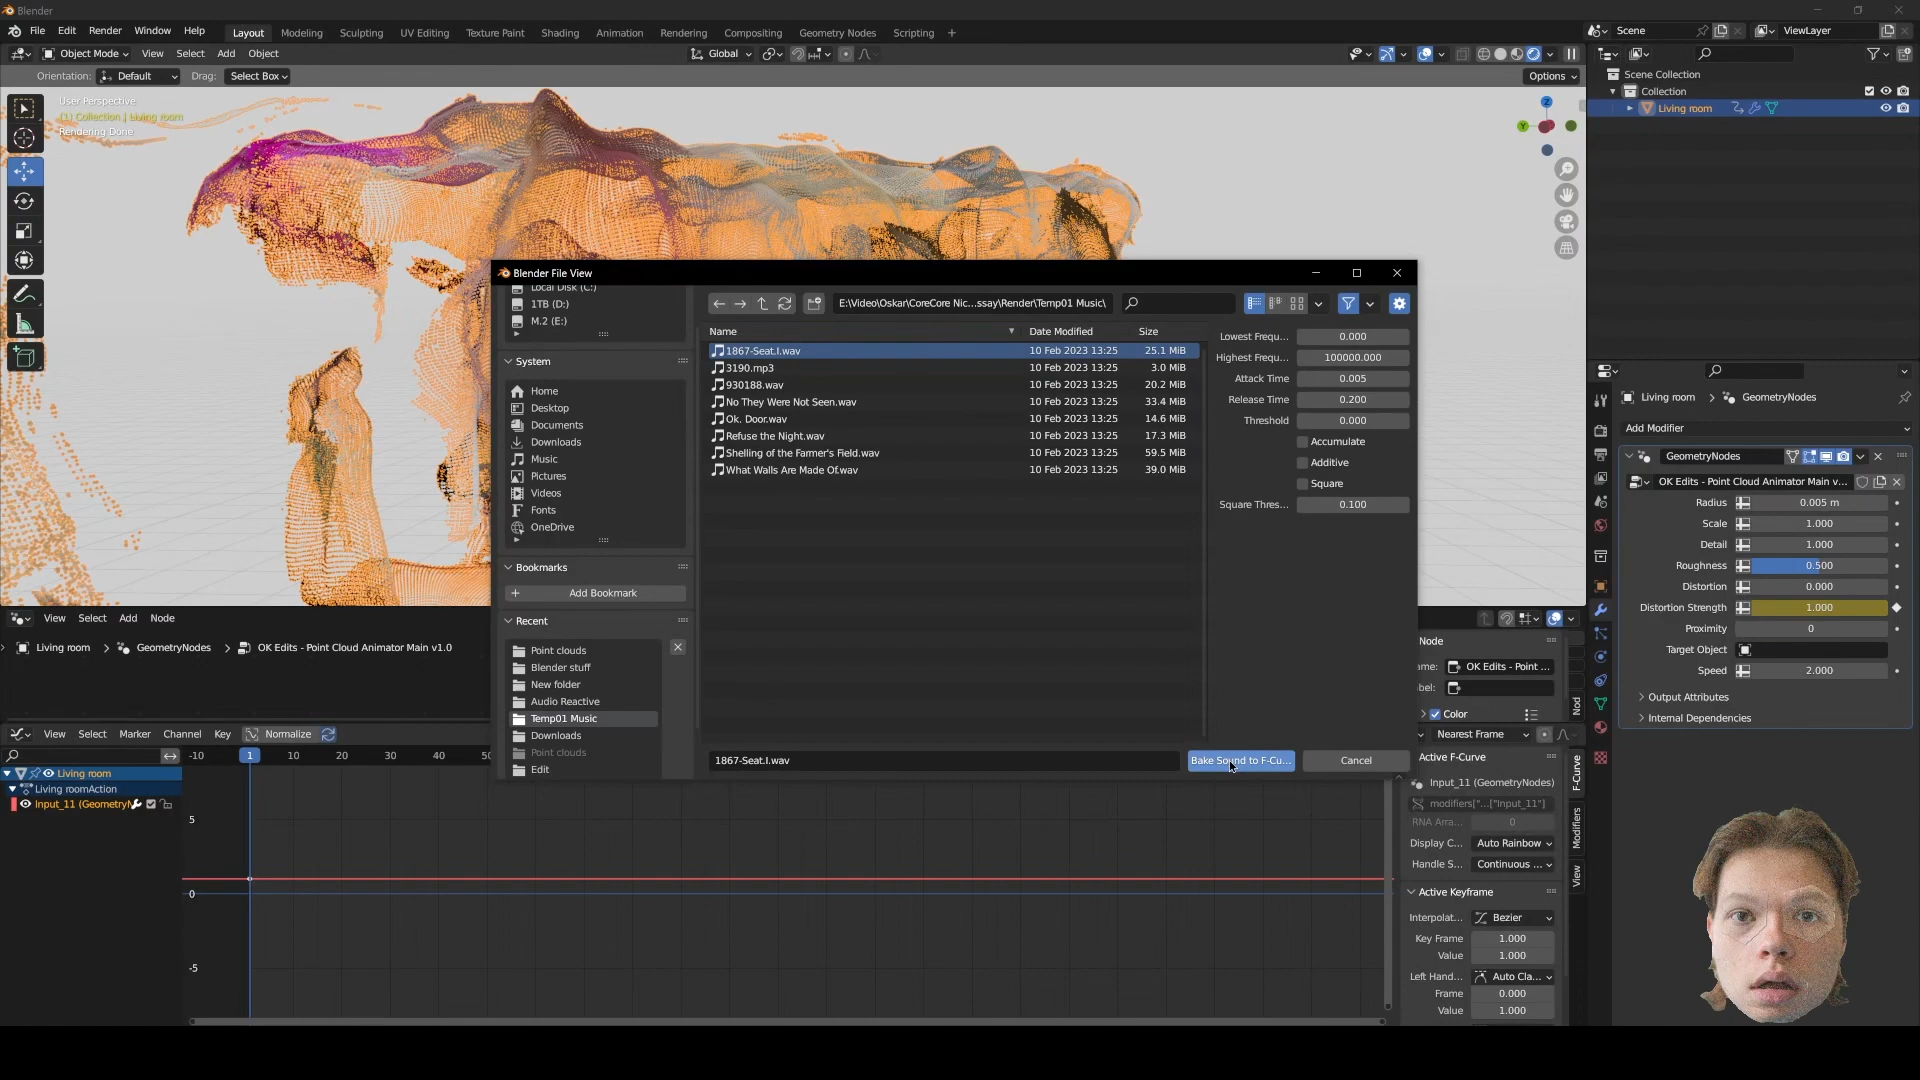 Blender
File Edit Render Window Help Layout Modeling Sculpting UV Editing Texture Paint Shading Animation Rendering Compositing Geometry Nodes Scripting + Scene ViewLayer
Object Mode View Select Add Object Global
Orientation: Default Drag: Select Box Options
User Perspective
(1) Collection | Living room
Rendering Done
Z
Y
Scene Collection
Collection
Living room
Blender File View
Local Disk (C:)
1TB (D:)
M.2 (E:)
System
Home
Desktop
Documents
Downloads
Music
Pictures
Videos
Fonts
OneDrive
Bookmarks
Add Bookmark
Recent
Point clouds
Blender stuff
New folder
Audio Reactive
Temp01 Music
Downloads
Point clouds
Edit
E:\Video\Oskar\CoreCore Nic...ssay\Render\Temp01 Music\
Name Date Modified Size
1867-Seat.I.wav 10 Feb 2023 13:25 25.1 MiB
3190.mp3 10 Feb 2023 13:25 3.0 MiB
930188.wav 10 Feb 2023 13:25 20.2 MiB
No They Were Not Seen.wav 10 Feb 2023 13:25 33.4 MiB
Ok. Door.wav 10 Feb 2023 13:25 14.6 MiB
Refuse the Night.wav 10 Feb 2023 13:25 17.3 MiB
Shelling of the Farmer's Field.wav 10 Feb 2023 13:25 59.5 MiB
What Walls Are Made Of.wav 10 Feb 2023 13:25 39.0 MiB
Lowest Frequ... 0.000
Highest Frequ... 100000.000
Attack Time 0.005
Release Time 0.200
Threshold 0.000
Accumulate
Additive
Square
Square Thres... 0.100
1867-Seat.I.wav Bake Sound to F-Cu... Cancel
Living room > GeometryNodes
Add Modifier
GeometryNodes
OK Edits - Point Cloud Animator Main v...
Radius 0.005 m
Scale 1.000
Detail 1.000
Roughness 0.500
Distortion 0.000
Distortion Strength 1.000
Proximity 0
Target Object
Speed 2.000
Output Attributes
Internal Dependencies
View Select Add Node
Living room > GeometryNodes > OK Edits - Point Cloud Animator Main v1.0
Node
ame: OK Edits - Point ...
bel:
Color
Nod
View Select Marker Channel Key Normalize Nearest Frame
-10 1 10 20 30 40 50
Living room
Living roomAction
Input_11 (GeometryN
5
0
-5
Active F-Curve
Input_11 (GeometryNodes)
modifiers["...["Input_11"]
RNA Arra... 0
Display C... Auto Rainbow
Handle S... Continuous ...
Active Keyframe
Interpolat... Bezier
Key Frame 1.000
Value 1.000
Left Hand... Auto Cla...
Frame 0.000
Value 1.000
F-Curve
Modifiers
View